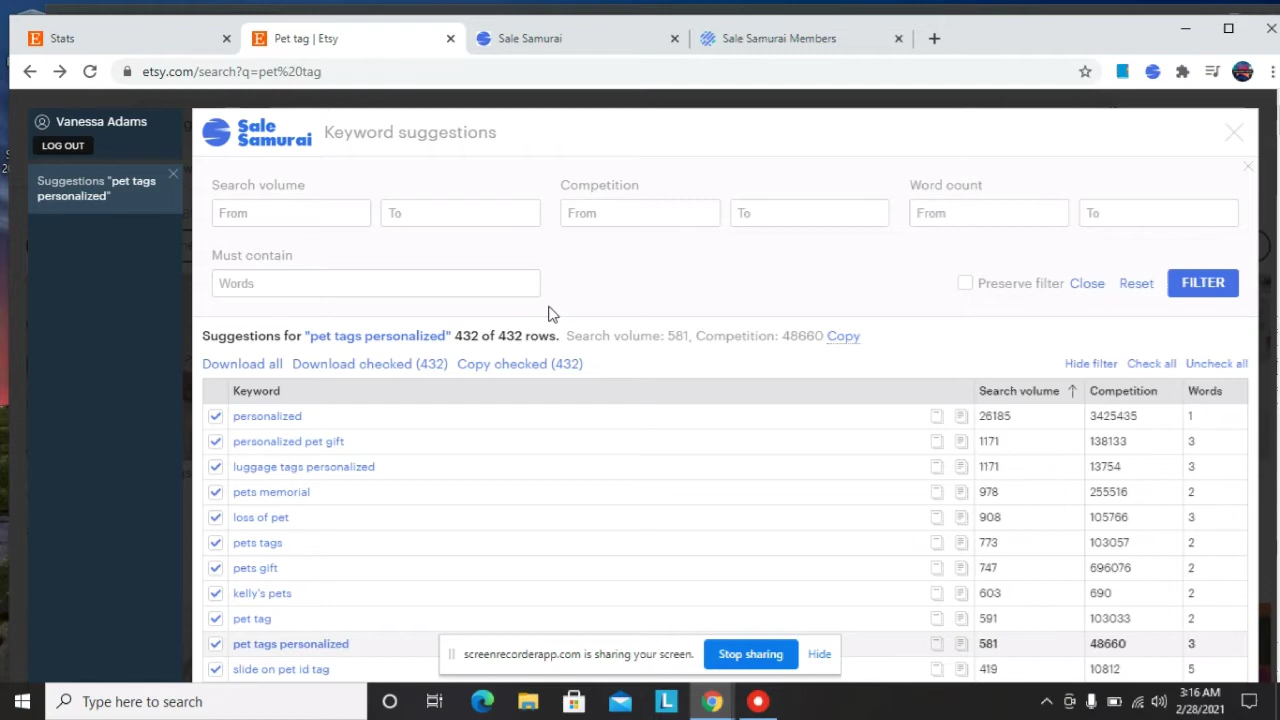 Stats
Pet tag | Etsy
Sale Samurai
Sale Samurai Members
etsy.com/search?q=pet%20tag
Vanessa Adams
LOG OUT
Suggestions "pet tags
personalized"
Sale
Samurai
Keyword suggestions
Search volume
Competition
Word count
From
To
From
To
From
To
Must contain
Words
Preserve filter
Close
Reset
FILTER
Suggestions for "pet tags personalized" 432 of 432 rows. Search volume: 581, Competition: 48660 Copy
Download all
Download checked (432)
Copy checked (432)
Hide filter
Check all
Uncheck all
Keyword Search volume Competition Words
personalized 26185 3425435 1
personalized pet gift 1171 138133 3
luggage tags personalized 1171 13754 3
pets memorial 978 255516 2
loss of pet 908 105766 3
pets tags 773 103057 2
pets gift 747 696076 2
kelly's pets 603 690 2
pet tag 591 103033 2
pet tags personalized 581 48660 3
slide on pet id tag 419 10812 5
screenrecorderapp.com is sharing your screen.
Stop sharing
Hide
Type here to search
L
3:16 AM
2/28/2021